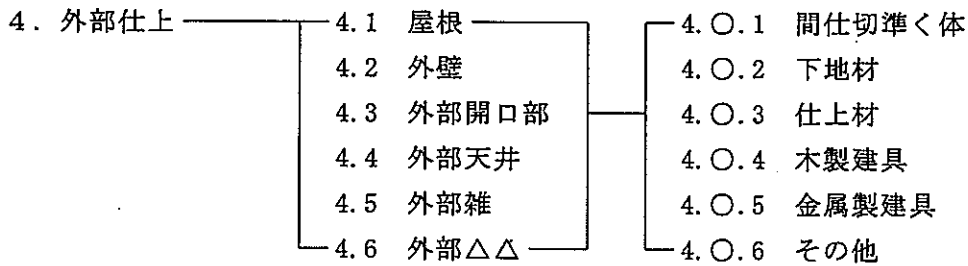 4. 外部仕上 4.1 屋根 4.○.1 間仕切準く体
4.2 外壁 4.○.2 下地材
4.3 外部開口部 4.○.3 仕上材
4.4 外部天井 4.○.4 木製建具
4.5 外部雑 4.○.5 金属製建具
4.6 外部△△ 4.○.6 その他